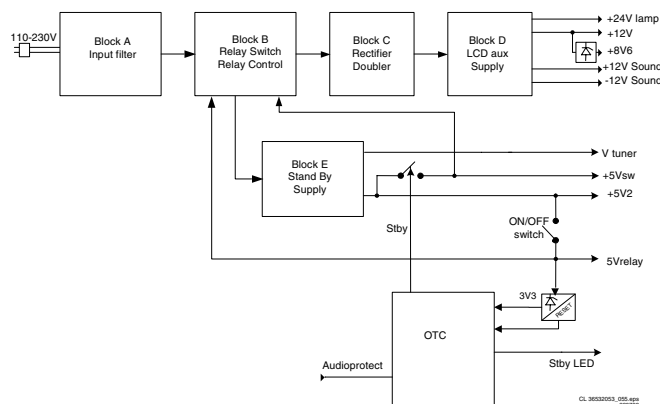 110-230V
Block A
Input filter
Block B
Relay Switch
Relay Control
Block C
Rectifier
Doubler
Block D
LCD aux
Supply
+24V lamp
+12V
+8V6
+12V Sound
-12V Sound
Block E
Stand By
Supply
V tuner
+5Vsw
+5V2
ON/OFF
switch
Stby
5Vrelay
3V3
RESET
OTC
Audioprotect
Stby LED
CL 36532053_055.eps